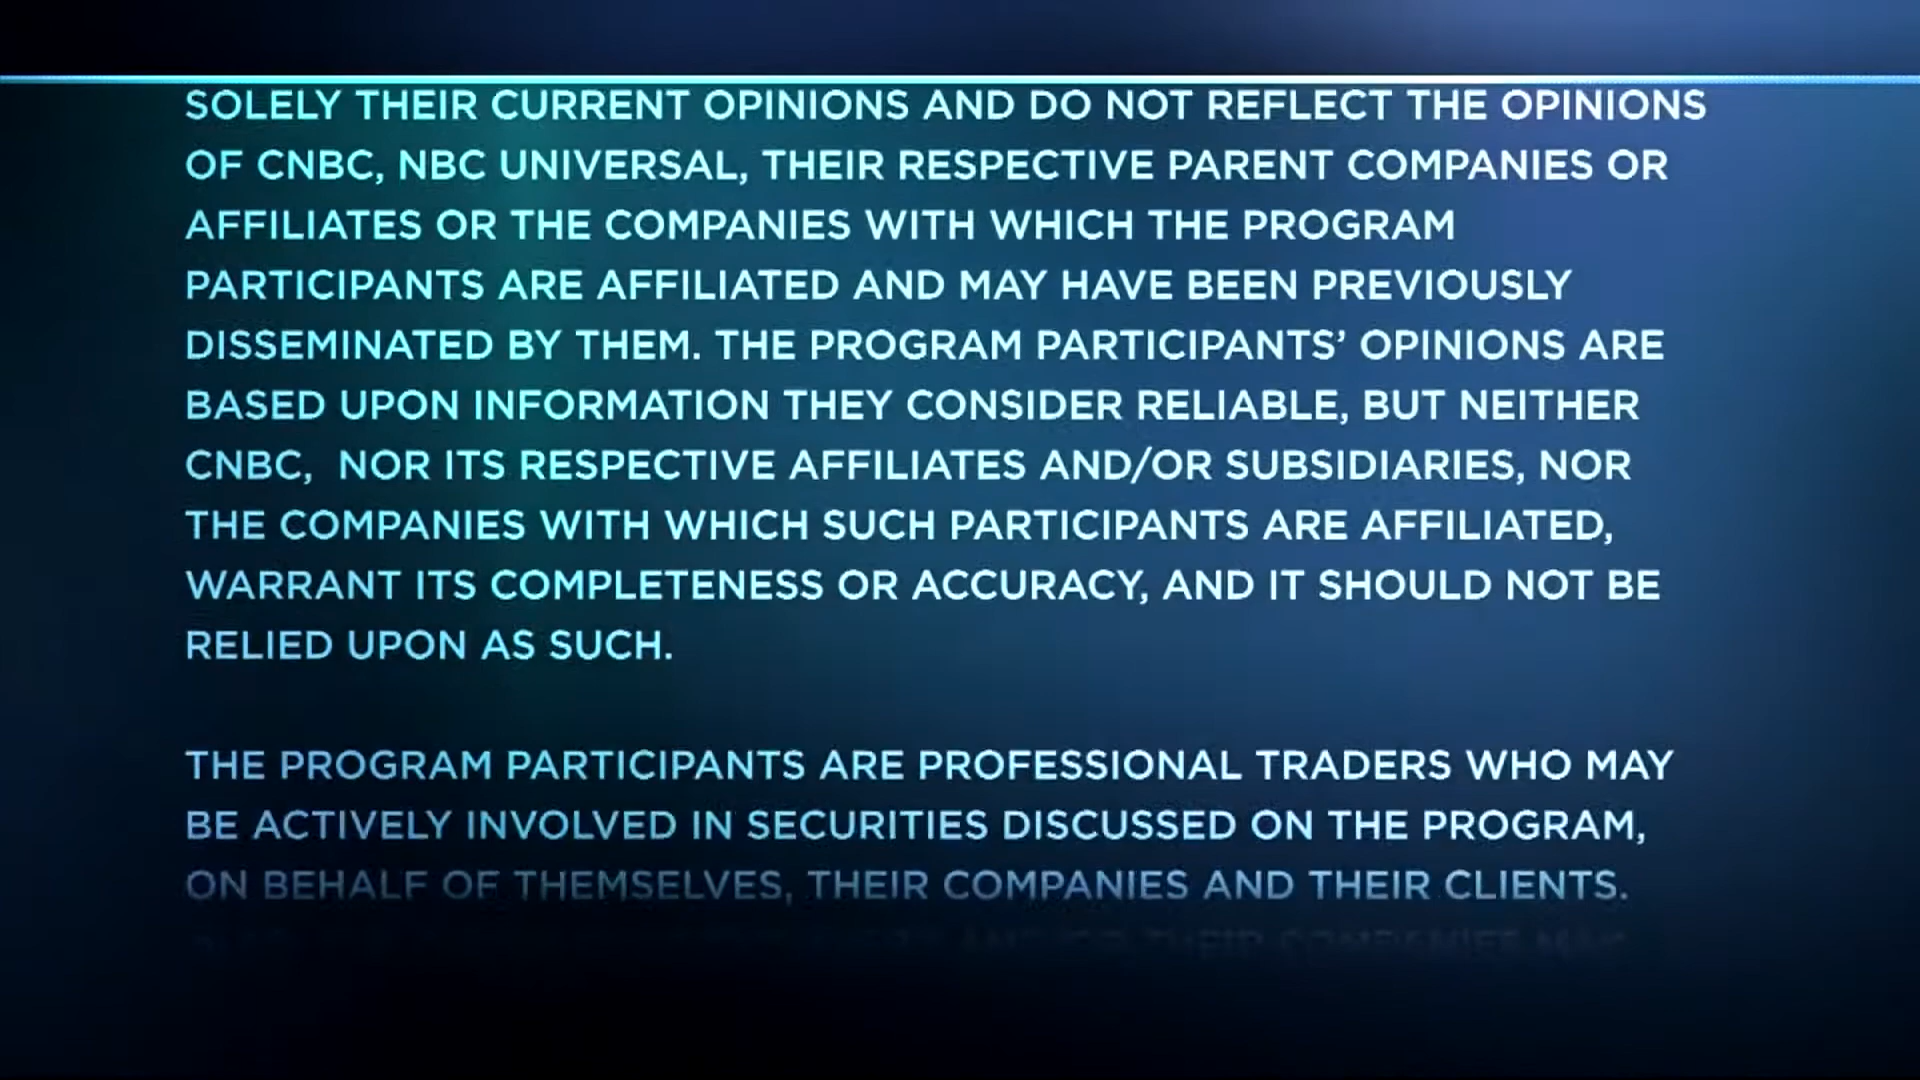 SOLELY THEIR CURRENT OPINIONS AND DO NOT REFLECT THE OPINIONS
OF CNBC, NBC UNIVERSAL, THEIR RESPECTIVE PARENT COMPANIES OR
AFFILIATES OR THE COMPANIES WITH WHICH THE PROGRAM
PARTICIPANTS ARE AFFILIATED AND MAY HAVE BEEN PREVIOUSLY
DISSEMINATED BY THEM. THE PROGRAM PARTICIPANTS’ OPINIONS ARE
BASED UPON INFORMATION THEY CONSIDER RELIABLE, BUT NEITHER
CNBC,  NOR ITS RESPECTIVE AFFILIATES AND/OR SUBSIDIARIES, NOR
THE COMPANIES WITH WHICH SUCH PARTICIPANTS ARE AFFILIATED,
WARRANT ITS COMPLETENESS OR ACCURACY, AND IT SHOULD NOT BE
RELIED UPON AS SUCH.
THE PROGRAM PARTICIPANTS ARE PROFESSIONAL TRADERS WHO MAY
BE ACTIVELY INVOLVED IN SECURITIES DISCUSSED ON THE PROGRAM,
ON BEHALF OF THEMSELVES, THEIR COMPANIES AND THEIR CLIENTS.